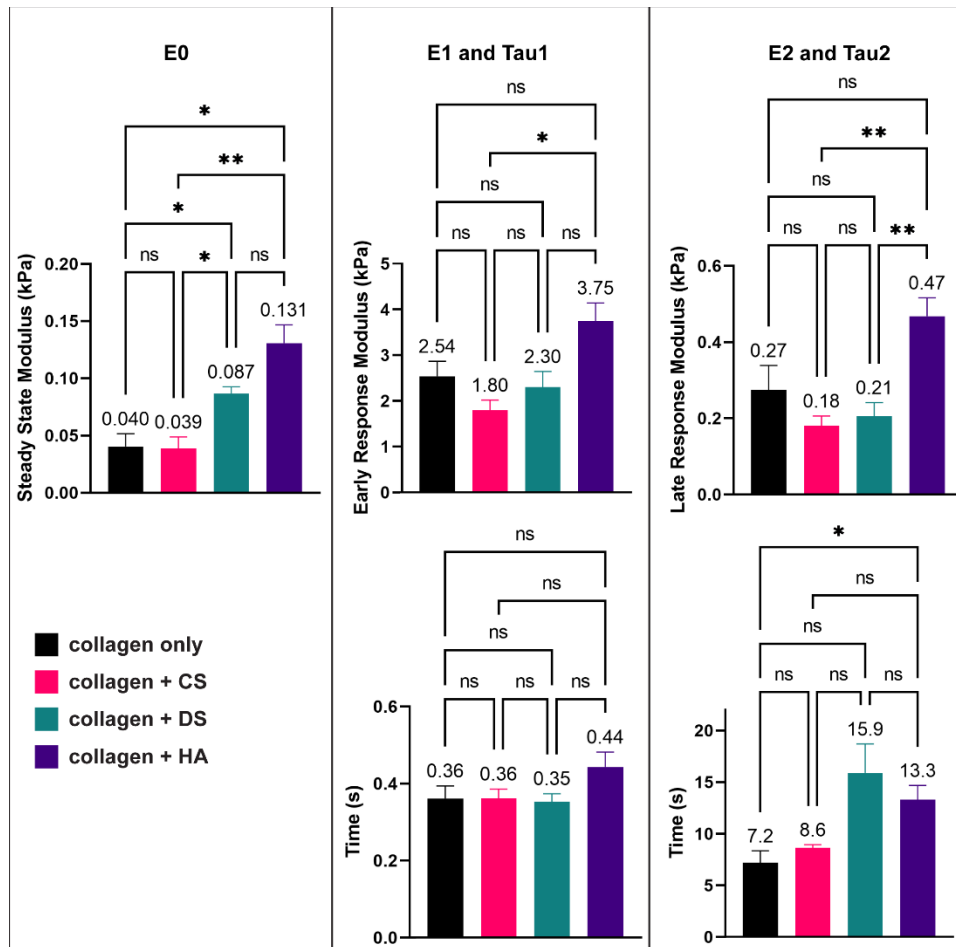 E0
*
**
*
ns
*
ns
Steady State Modulus (kPa)
0.20
0.15
0.10
0.05
0.00
0.040
0.039
0.087
0.131
collagen only
collagen + CS
collagen + DS
collagen + HA
E1 and Tau1
ns
*
ns
ns
ns
ns
Early Response Modulus (kPa)
5
4
3
2
1
0
2.54
1.80
2.30
3.75
ns
ns
ns
ns
ns
ns
Time (s)
0.6
0.4
0.2
0.0
0.36
0.36
0.35
0.44
E2 and Tau2
ns
**
ns
ns
ns
**
Late Response Modulus (kPa)
0.6
0.4
0.2
0.0
0.27
0.18
0.21
0.47
*
ns
ns
ns
ns
ns
Time (s)
20
15
10
5
0
7.2
8.6
15.9
13.3